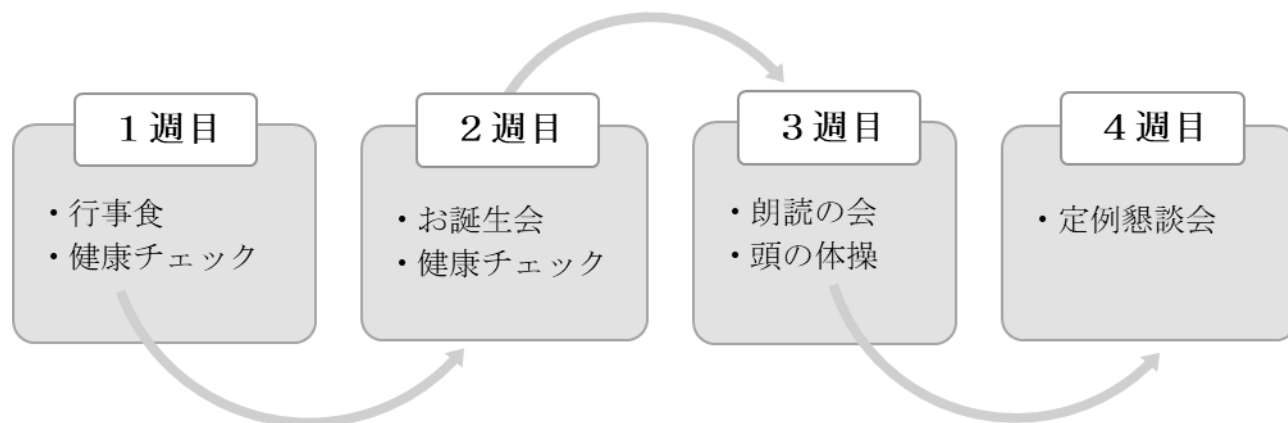 １週目
・行事食
・健康チェック
２週目
・お誕生会
・健康チェック
３週目
・朗読の会
・頭の体操
４週目
・定例懇談会